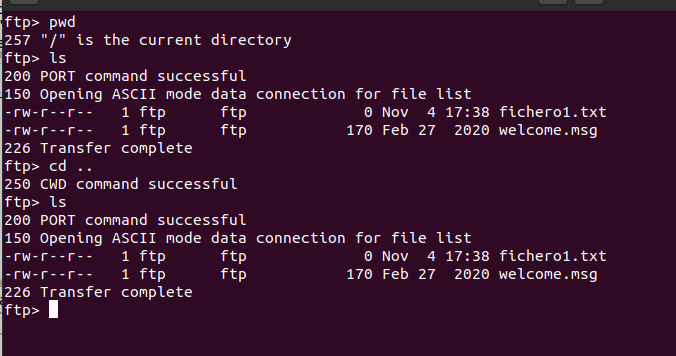 ftp> pwd
257 "/" is the current directory
ftp> ls
200 PORT command successful
150 Opening ASCII mode data connection for file list
-rw-r--r--   1 ftp      ftp             0 Nov  4 17:38 fichero1.txt
-rw-r--r--   1 ftp      ftp           170 Feb 27  2020 welcome.msg
226 Transfer complete
ftp> cd ..
250 CWD command successful
ftp> ls
200 PORT command successful
150 Opening ASCII mode data connection for file list
-rw-r--r--   1 ftp      ftp             0 Nov  4 17:38 fichero1.txt
-rw-r--r--   1 ftp      ftp           170 Feb 27  2020 welcome.msg
226 Transfer complete
ftp>